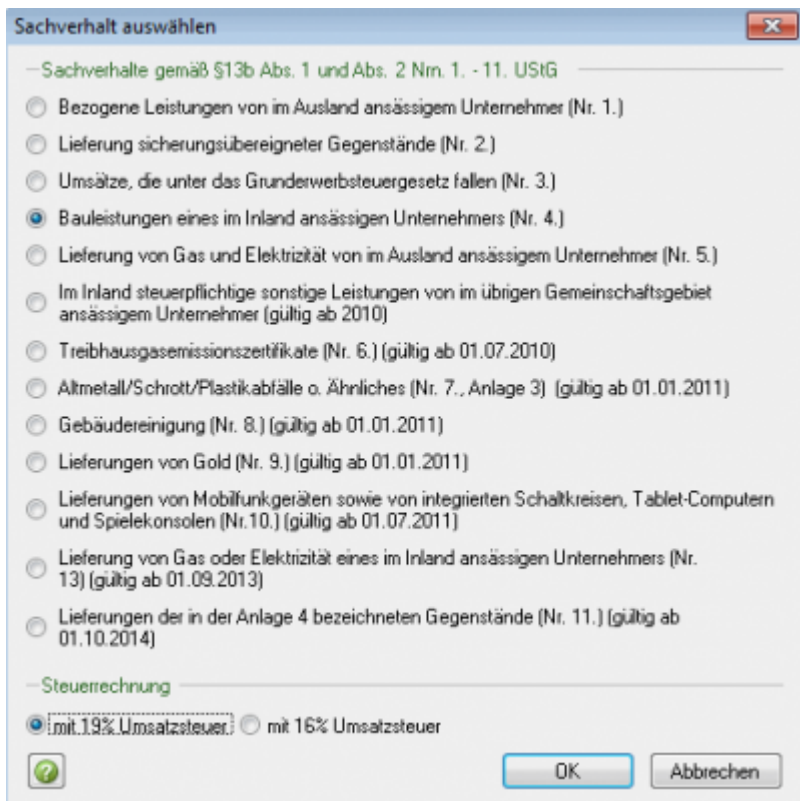 Sachverhalt auswählen
Sachverhalte gemäß §13b Abs. 1 und Abs. 2 Nrn. 1. - 11. UStG
Bezogene Leistungen von im Ausland ansässigem Unternehmer (Nr. 1.)
Lieferung sicherungsübereigneter Gegenstände (Nr. 2.)
Umsätze, die unter das Grunderwerbsteuergesetz fallen (Nr. 3.)
Bauleistungen eines im Inland ansässigen Unternehmers (Nr. 4.)
Lieferung von Gas und Elektrizität von im Ausland ansässigem Unternehmer (Nr. 5.)
Im Inland steuerpflichtige sonstige Leistungen von im übrigen Gemeinschaftsgebiet
ansässigem Unternehmer (gültig ab 2010)
Treibhausgasemissionszertifikate (Nr. 6.) (gültig ab 01.07.2010)
Altmetall/Schrott/Plastikabfälle o. Ähnliches (Nr. 7., Anlage 3) (gültig ab 01.01.2011)
Gebäudereinigung (Nr. 8.) (gültig ab 01.01.2011)
Lieferungen von Gold (Nr. 9.) (gültig ab 01.01.2011)
Lieferungen von Mobilfunkgeräten sowie von integrierten Schaltkreisen, Tablet-Computern
und Spielekonsolen (Nr.10.) (gültig ab 01.07.2011)
Lieferung von Gas oder Elektrizität eines im Inland ansässigen Unternehmers (Nr.
13) (gültig ab 01.09.2013)
Lieferungen der in der Anlage 4 bezeichneten Gegenstände (Nr. 11.) (gültig ab
01.10.2014)
Steuerrechnung
mit 19% Umsatzsteuer mit 16% Umsatzsteuer
OK Abbrechen